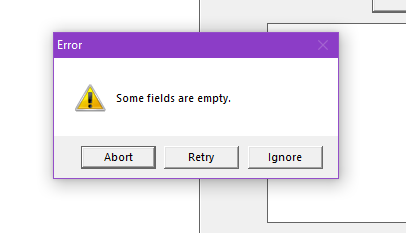 Error
Some fields are empty.
Abort
Retry
Ignore